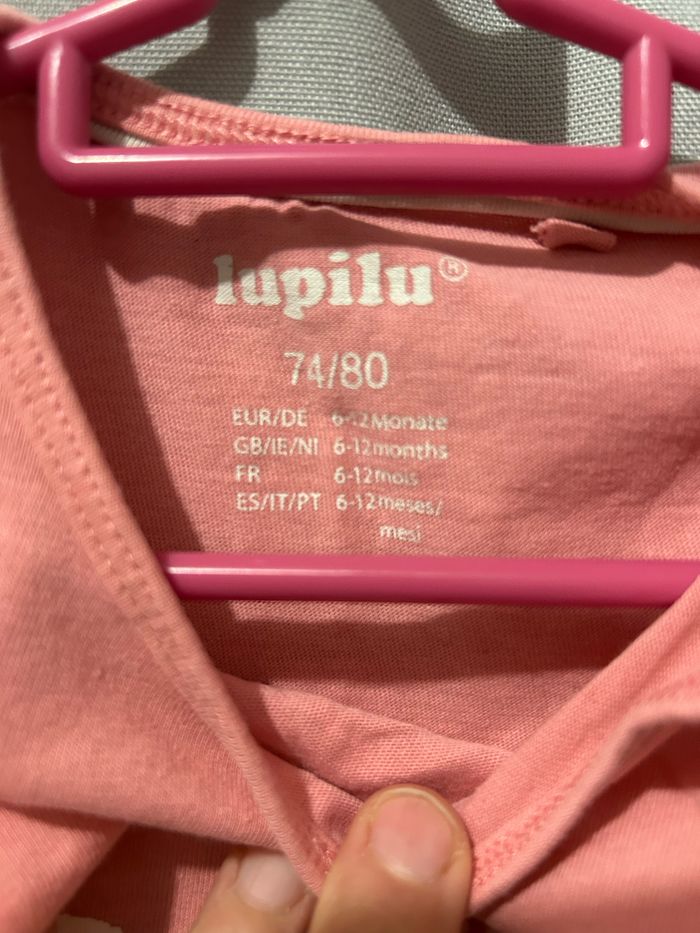 lupilu®
74/80
EUR/DE 6-12Monate
GB/IE/NI 6-12months
FR 6-12mois
ES/IT/PT 6-12meses/
mesi